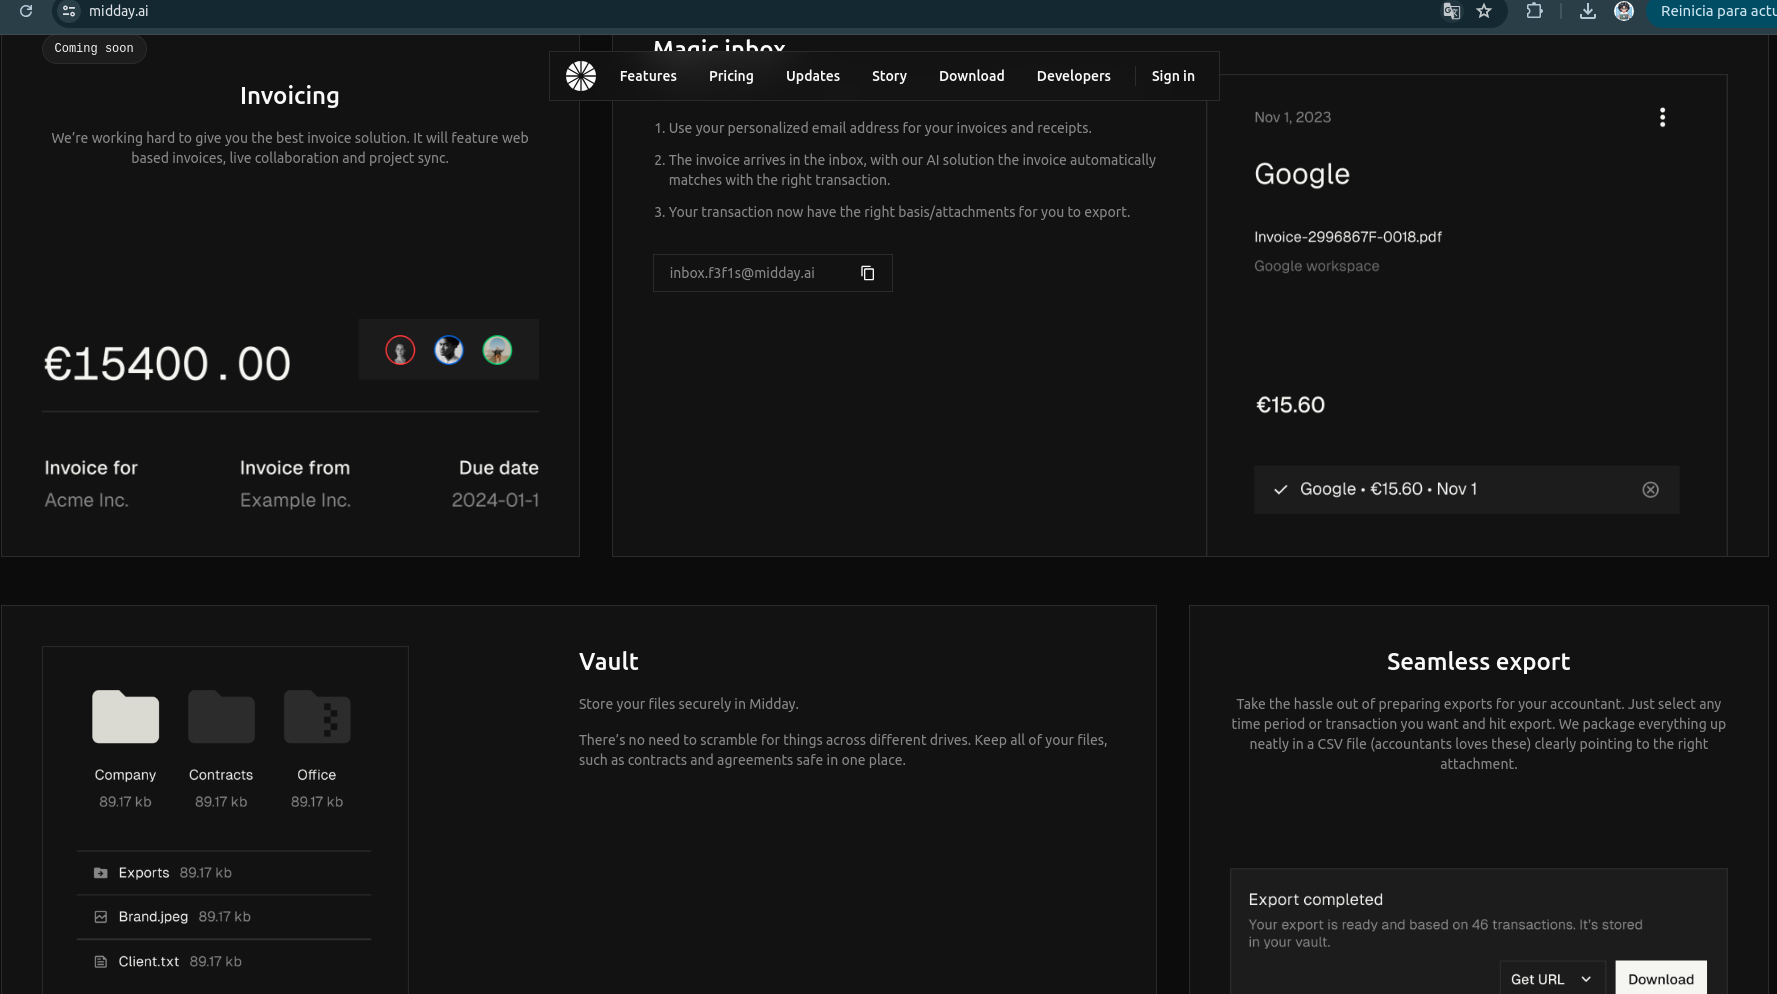 midday.ai
Reinicia para actu
Features
Pricing
Updates
Story
Download
Developers
Sign in
Coming soon
Invoicing
We’re working hard to give you the best invoice solution. It will feature web
based invoices, live collaboration and project sync.
€15400.00
Invoice for
Acme Inc.
Invoice from
Example Inc.
Due date
2024-01-1
Magic inbox
1. Use your personalized email address for your invoices and receipts.
2. The invoice arrives in the inbox, with our AI solution the invoice automatically
matches with the right transaction.
3. Your transaction now have the right basis/attachments for you to export.
inbox.f3f1s@midday.ai
Nov 1, 2023
Google
Invoice-2996867F-0018.pdf
Google workspace
€15.60
Google • €15.60 • Nov 1
Company
89.17 kb
Contracts
89.17 kb
Office
89.17 kb
Exports 89.17 kb
Brand.jpeg 89.17 kb
Client.txt 89.17 kb
Vault
Store your files securely in Midday.
There’s no need to scramble for things across different drives. Keep all of your files,
such as contracts and agreements safe in one place.
Seamless export
Take the hassle out of preparing exports for your accountant. Just select any
time period or transaction you want and hit export. We package everything up
neatly in a CSV file (accountants loves these) clearly pointing to the right
attachment.
Export completed
Your export is ready and based on 46 transactions. It's stored
in your vault.
Get URL
Download